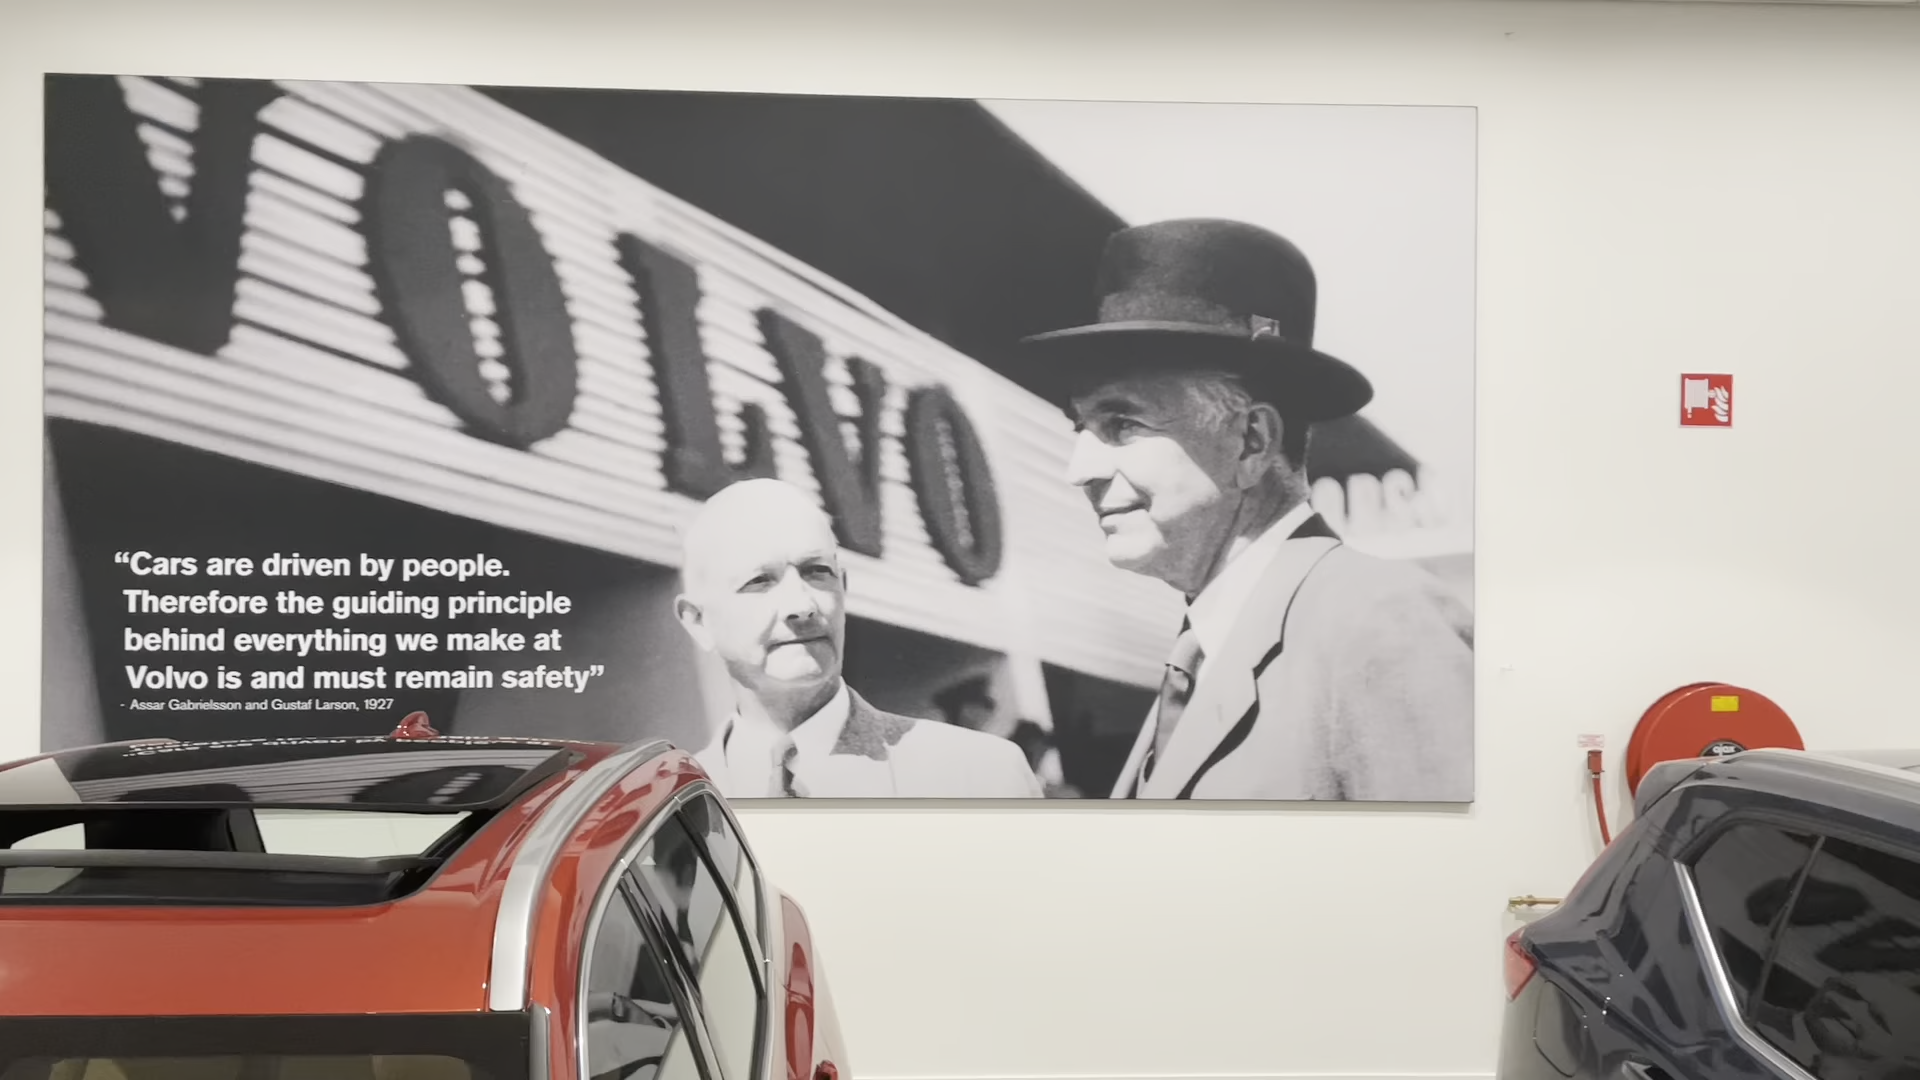 VOLVO
“Cars are driven by people.
Therefore the guiding principle
behind everything we make at
Volvo is and must remain safety”
- Assar Gabrielsson and Gustaf Larson, 1927
ajax